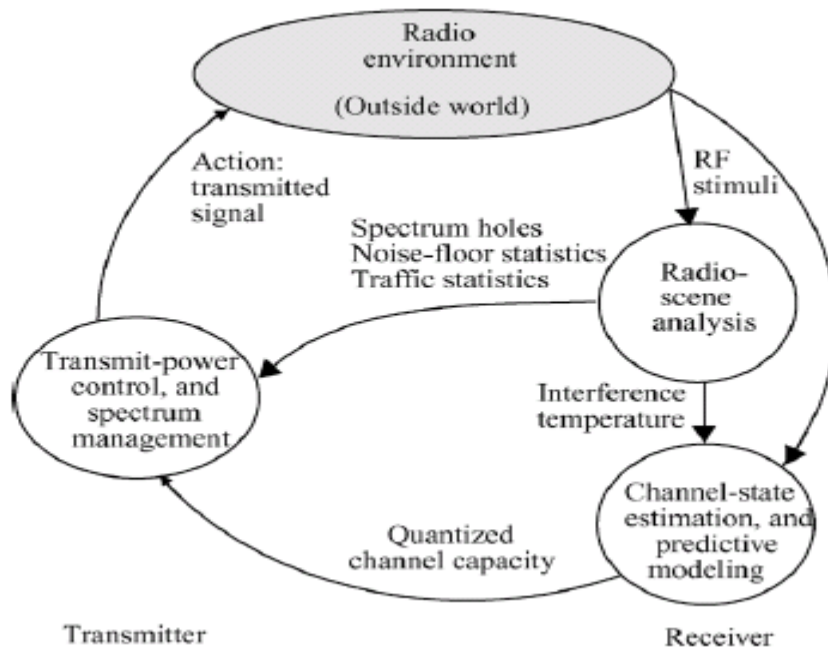 Radio
environment
(Outside world)
Action:
transmitted
signal
RF
stimuli
Spectrum holes
Noise-floor statistics
Traffic statistics
Radio-
scene
analysis
Transmit-power
control, and
spectrum
management
Interference
temperature
Channel-state
estimation, and
predictive
modeling
Quantized
channel capacity
Transmitter
Receiver